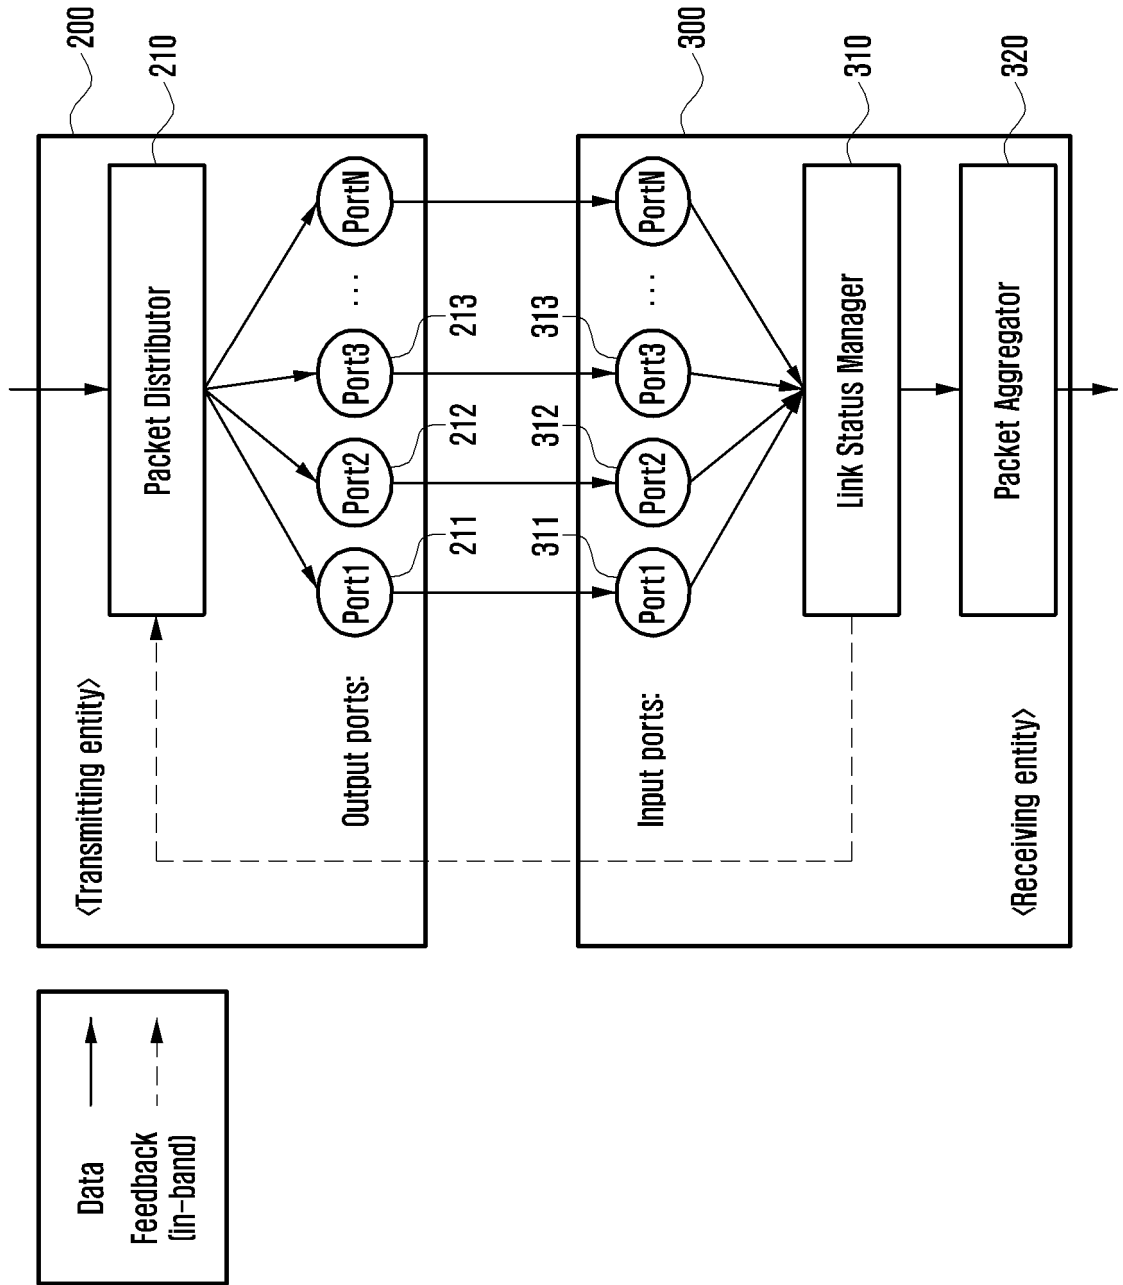 Data
Feedback
(in-band)
<Transmitting entity>
200
Packet Distributor
210
Output ports:
Port1
Port2
Port3
...
PortN
211
212
213
311
312
313
Input ports:
Port1
Port2
Port3
...
PortN
300
Link Status Manager
310
Packet Aggregator
320
<Receiving entity>